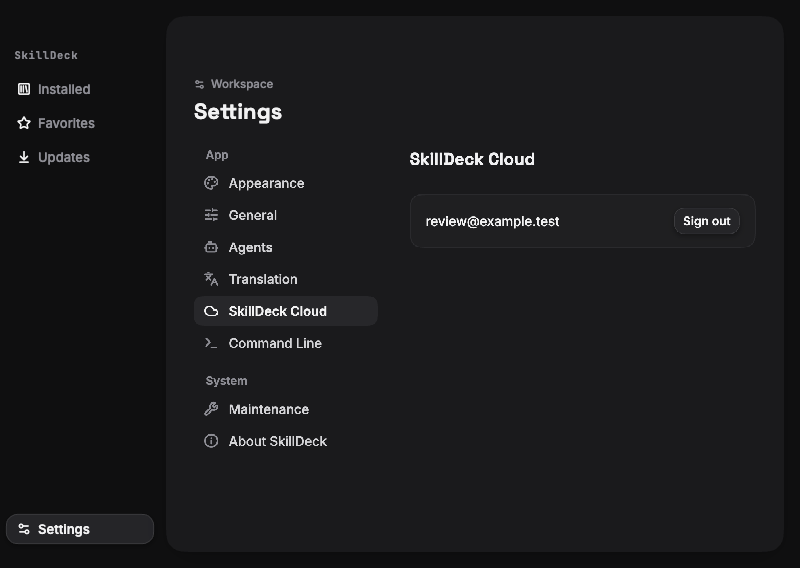 SkillDeck
Installed
Favorites
Updates
Settings
Workspace
Settings
App
Appearance
General
Agents
Translation
SkillDeck Cloud
Command Line
System
Maintenance
About SkillDeck
SkillDeck Cloud
review@example.test
Sign out